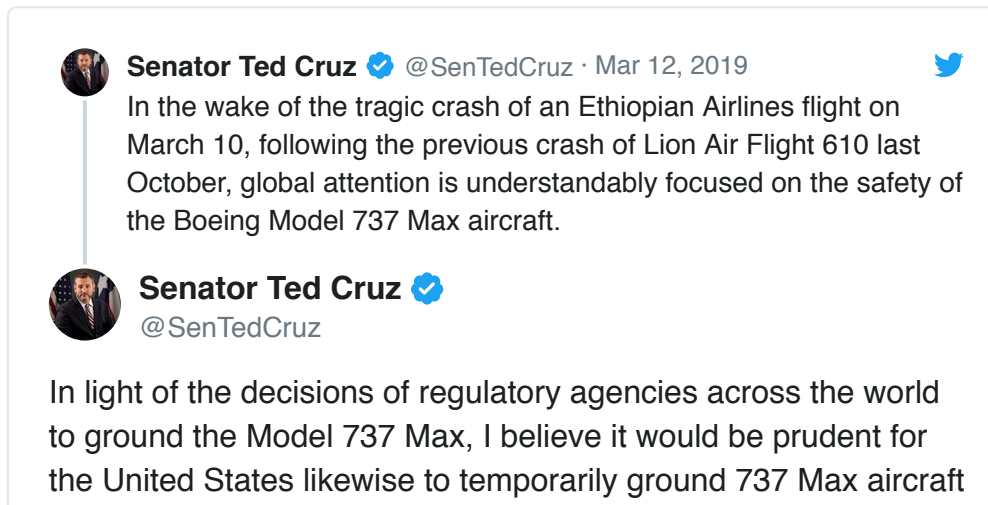 Senator Ted Cruz @SenTedCruz · Mar 12, 2019
In the wake of the tragic crash of an Ethiopian Airlines flight on
March 10, following the previous crash of Lion Air Flight 610 last
October, global attention is understandably focused on the safety of
the Boeing Model 737 Max aircraft.
Senator Ted Cruz
@SenTedCruz
In light of the decisions of regulatory agencies across the world
to ground the Model 737 Max, I believe it would be prudent for
the United States likewise to temporarily ground 737 Max aircraft